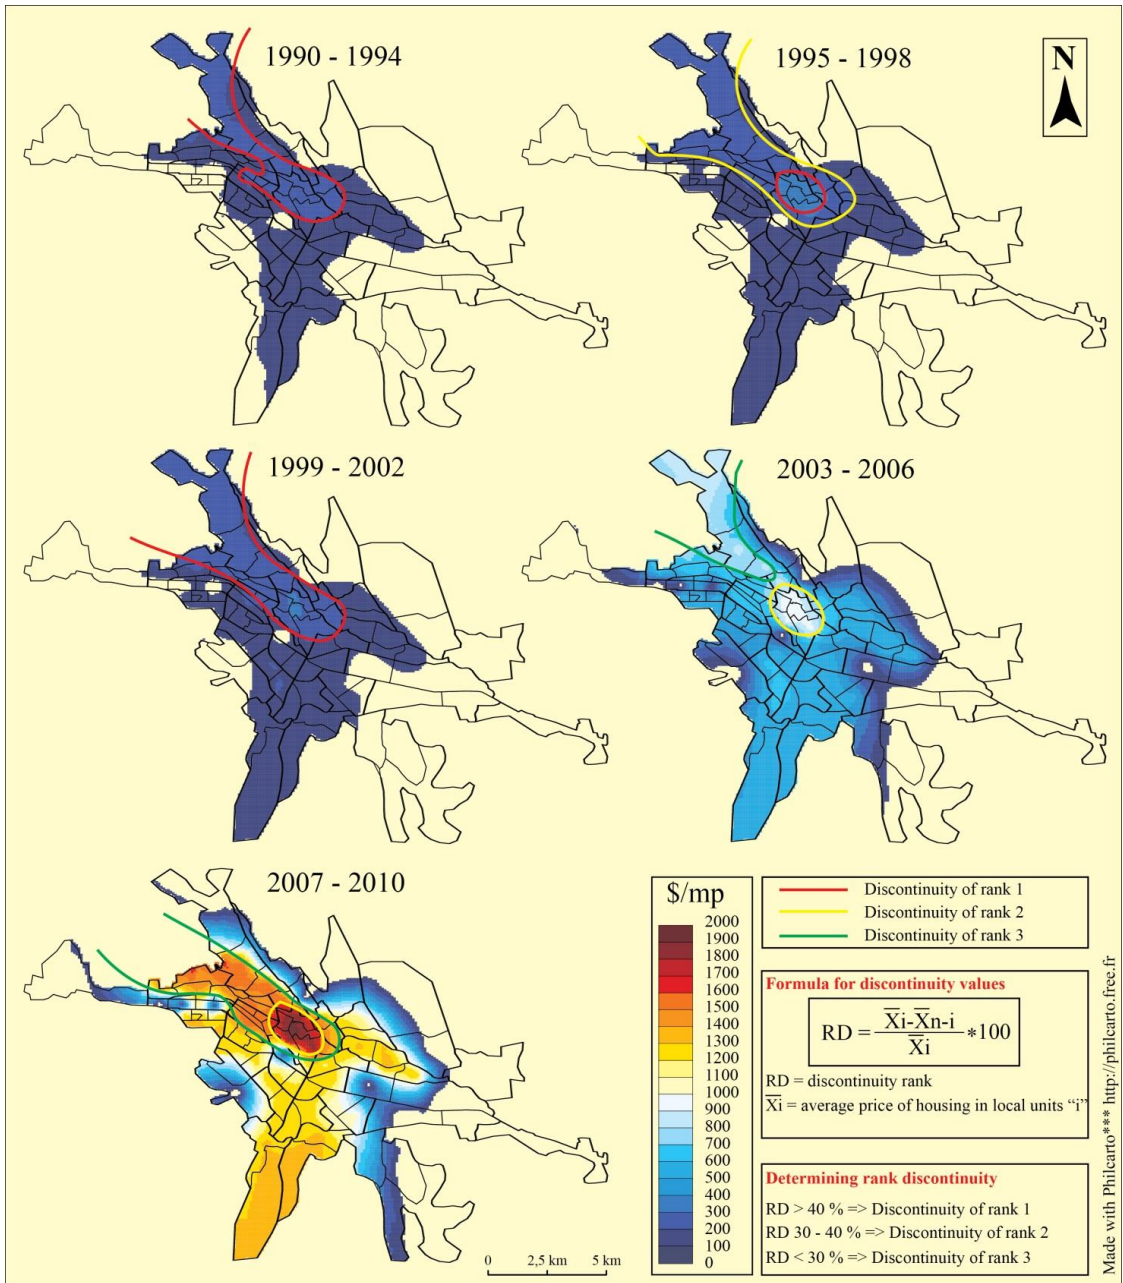 1990 - 1994
1995 - 1998
N
1999 - 2002
2003 - 2006
2007 - 2010
$/mp
2000
1900
1800
1700
1600
1500
1400
1300
1200
1100
1000
900
800
700
600
500
400
300
200
100
0
0 2,5 km 5 km
Discontinuity of rank 1
Discontinuity of rank 2
Discontinuity of rank 3
Formula for discontinuity values
RD = X̅i-X̅n-i / X̅i *100
RD = discontinuity rank
X̅i = average price of housing in local units “i”
Determining rank discontinuity
RD > 40 % => Discontinuity of rank 1
RD 30 - 40 % => Discontinuity of rank 2
RD < 30 % => Discontinuity of rank 3
Made with Philcarto*** http://philcarto.free.fr